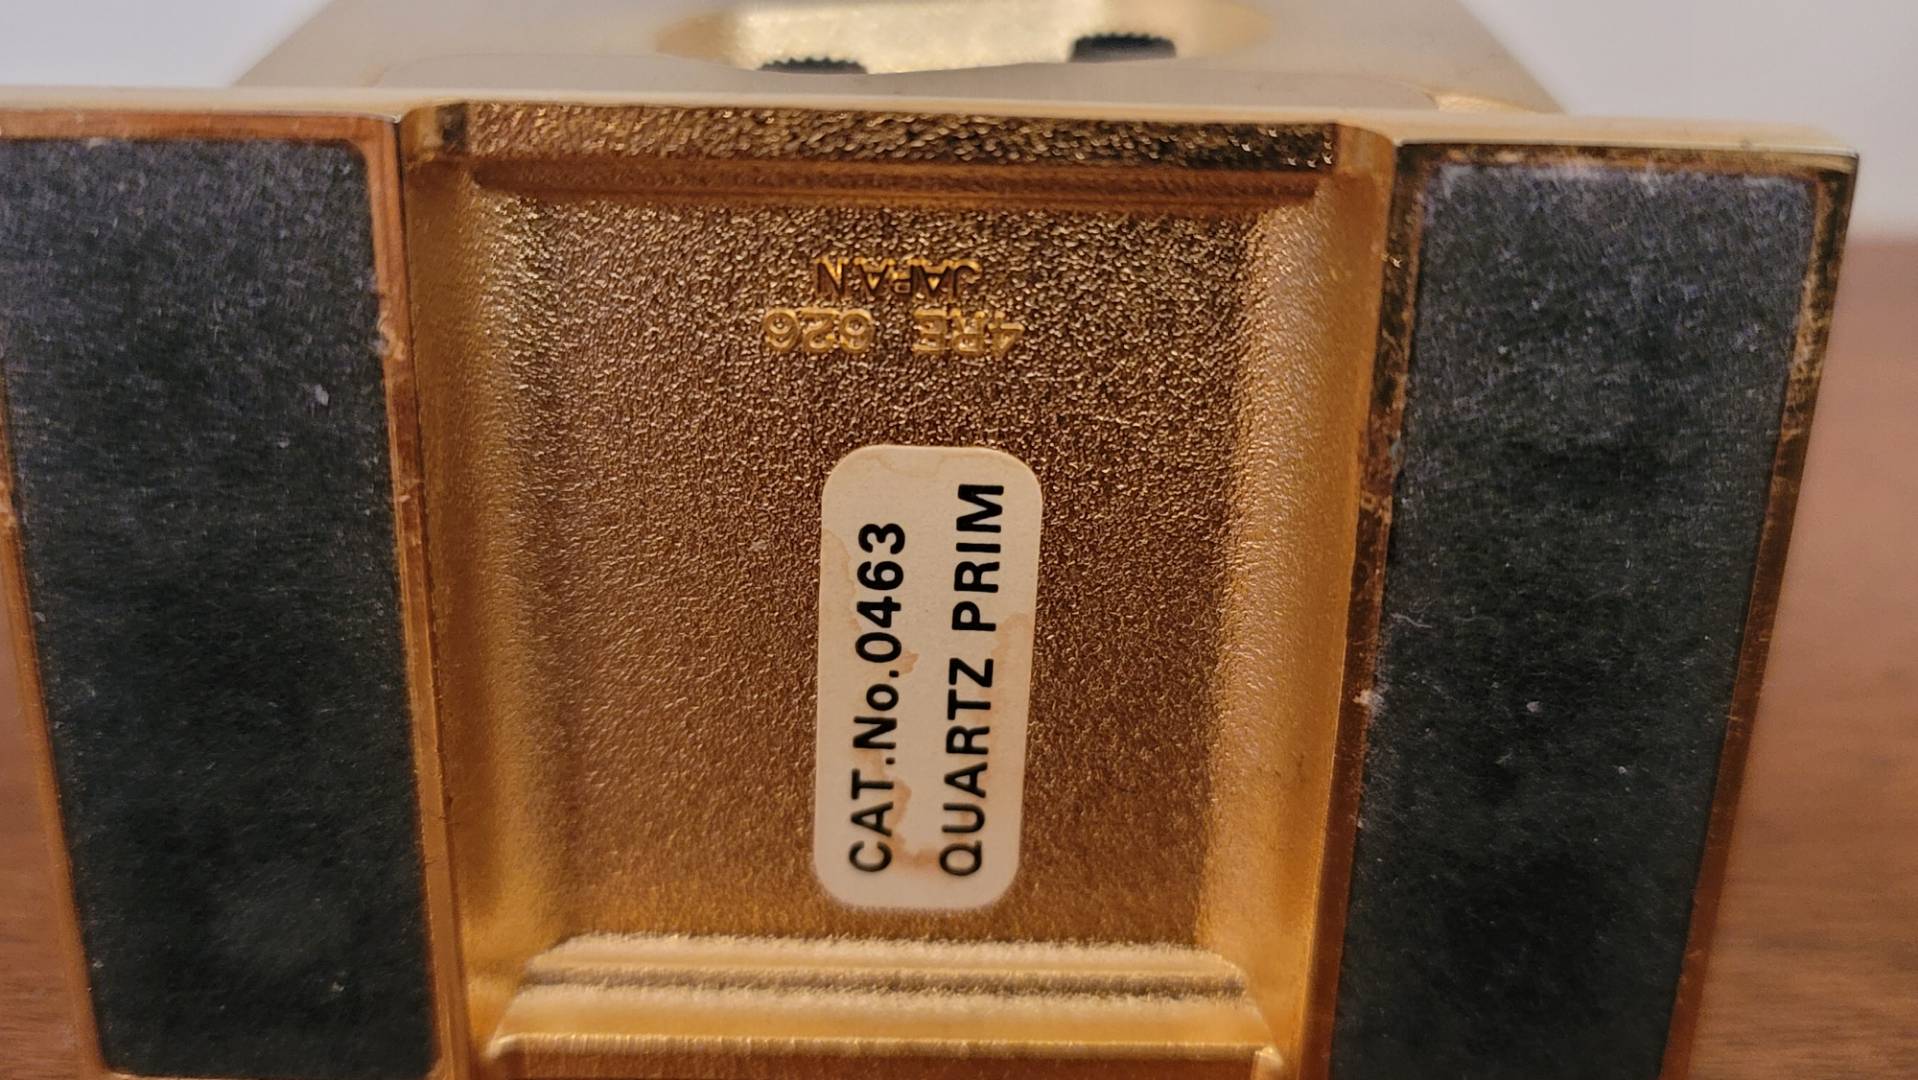 4RE 626
JAPAN
CAT.No.0463
QUARTZ PRIM